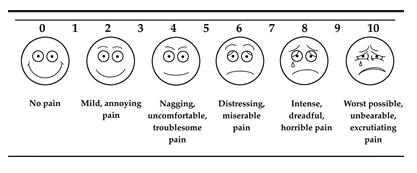 0 1 2 3 4 5 6 7 8 9 10
No pain
Mild, annoying
pain
Nagging,
uncomfortable,
troublesome
pain
Distressing,
miserable
pain
Intense,
dreadful,
horrible pain
Worst possible,
unbearable,
excrutiating
pain